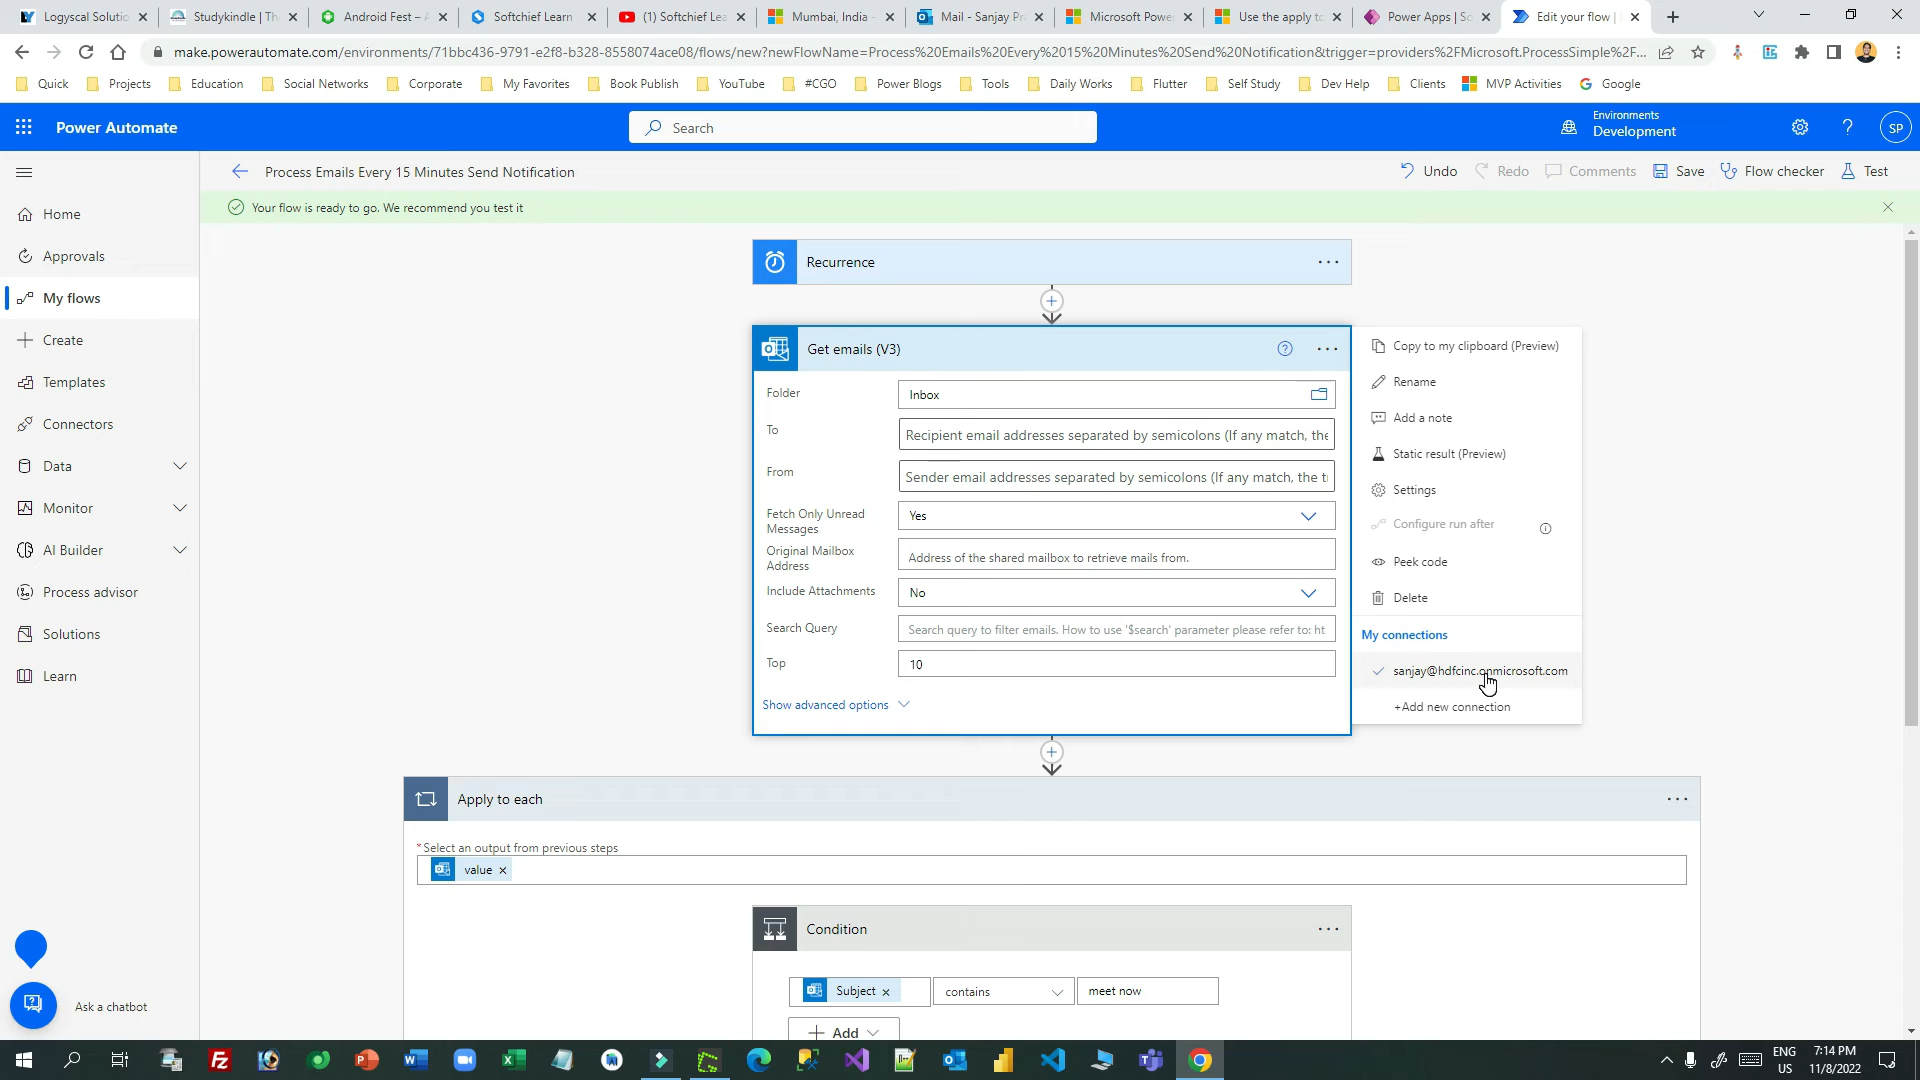 Logyscal Solutio
Studykindle | Th
Android Fest –
Softchief Learn
(1) Softchief Lea
Mumbai, India -
Mail - Sanjay Pr
Microsoft Powe
Use the apply to
Power Apps | So
Edit your flow |
make.powerautomate.com/environments/71bbc436-9791-e2f8-b328-8558074ace08/flows/new?newFlowName=Process%20Emails%20Every%2015%20Minutes%20Send%20Notification&trigger=providers%2FMicrosoft.ProcessSimple%2F...
Quick
Projects
Education
Social Networks
Corporate
My Favorites
Book Publish
YouTube
#CGO
Power Blogs
Tools
Daily Works
Flutter
Self Study
Dev Help
Clients
MVP Activities
Google
Power Automate
Search
Environments
Development
SP
Process Emails Every 15 Minutes Send Notification
Undo
Redo
Comments
Save
Flow checker
Test
Your flow is ready to go. We recommend you test it
Home
Approvals
My flows
Create
Templates
Connectors
Data
Monitor
AI Builder
Process advisor
Solutions
Learn
Ask a chatbot
Recurrence
Get emails (V3)
Folder
Inbox
To
Recipient email addresses separated by semicolons (If any match, the
From
Sender email addresses separated by semicolons (If any match, the t
Fetch Only Unread
Messages
Yes
Original Mailbox
Address
Address of the shared mailbox to retrieve mails from.
Include Attachments
No
Search Query
Search query to filter emails. How to use '$search' parameter please refer to: ht
Top
10
Show advanced options
Copy to my clipboard (Preview)
Rename
Add a note
Static result (Preview)
Settings
Configure run after
Peek code
Delete
My connections
sanjay@hdfcinc.onmicrosoft.com
+Add new connection
Apply to each
*Select an output from previous steps
value
Condition
Subject
contains
meet now
Add
ENG
US
7:14 PM
11/8/2022